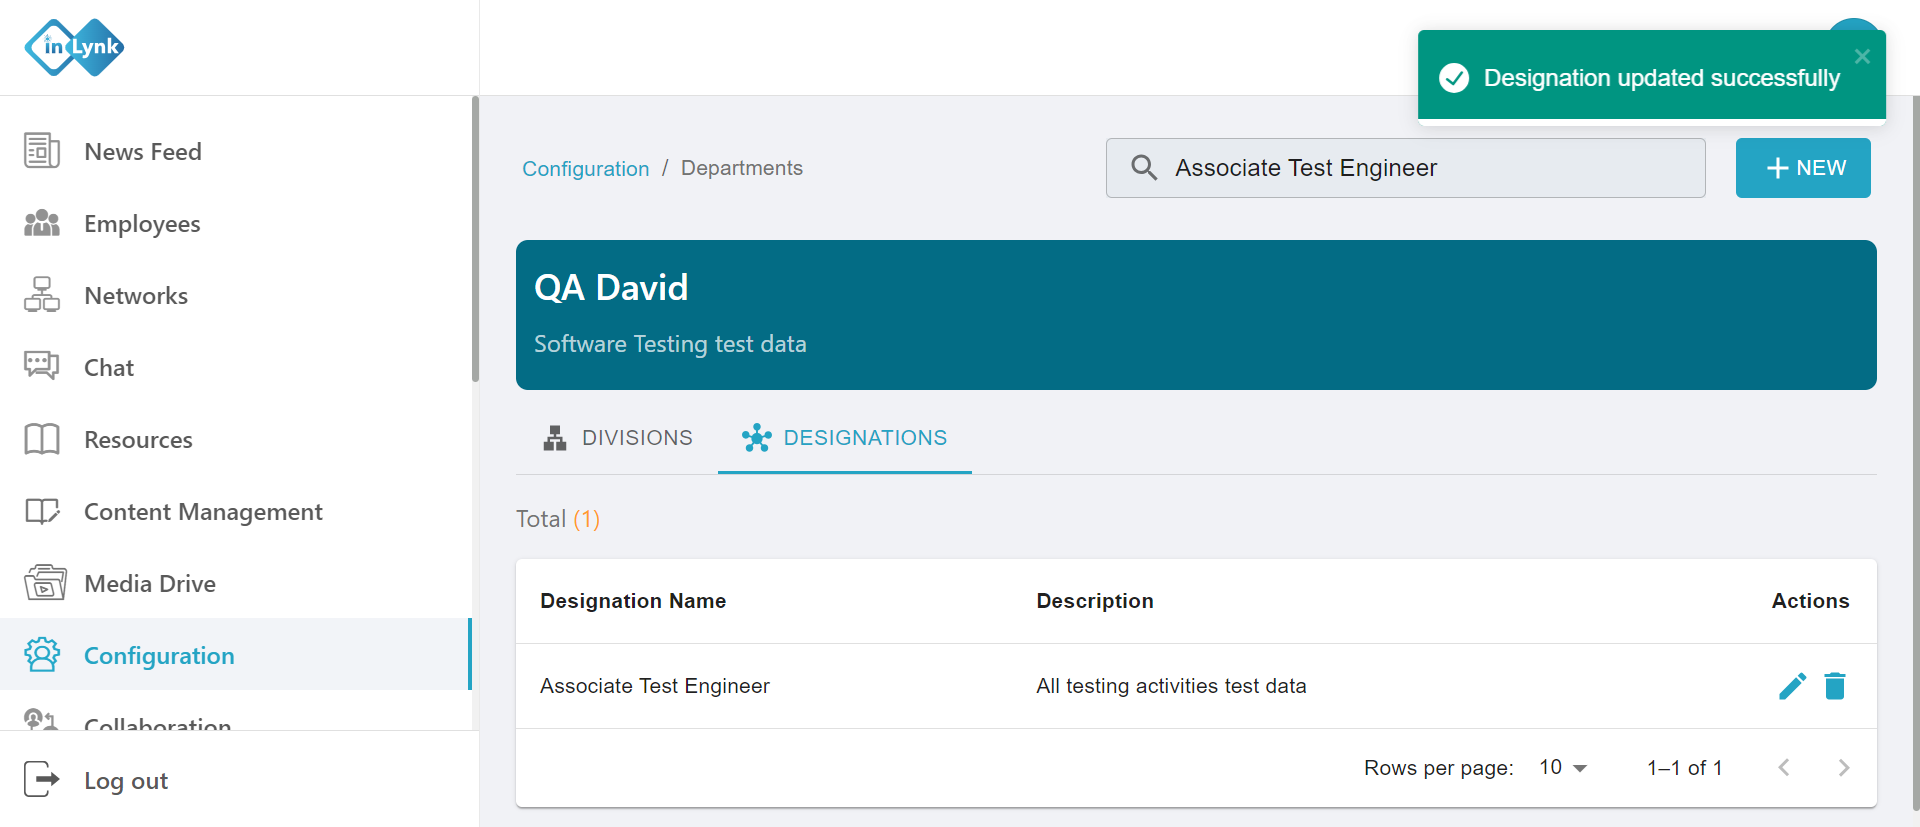 in Lynk
Designation updated successfully
News Feed
Employees
Networks
Chat
Resources
Content Management
Media Drive
Configuration
Collaboration
Log out
Configuration / Departments
Associate Test Engineer
NEW
QA David
Software Testing test data
DIVISIONS
DESIGNATIONS
Total (1)
Designation Name Description Actions
Associate Test Engineer All testing activities test data
Rows per page: 10 1–1 of 1